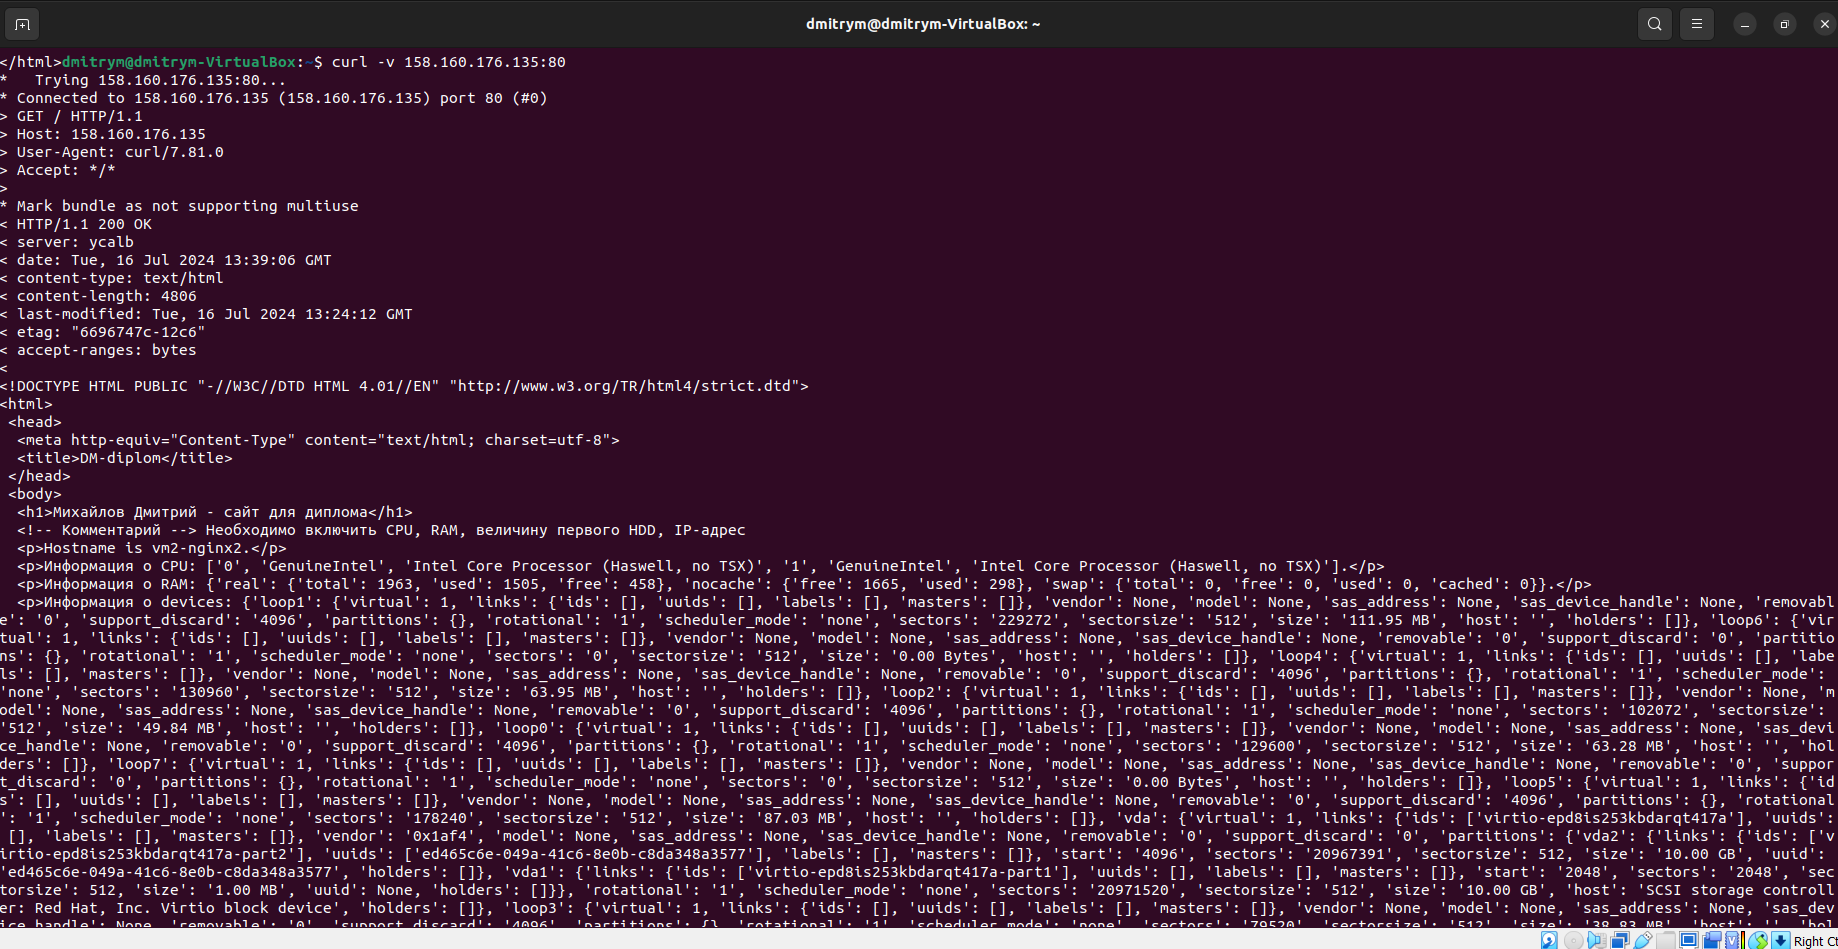 dmitrym@dmitrym-VirtualBox: ~
</html>dmitrym@dmitrym-VirtualBox:~$ curl -v 158.160.176.135:80
*   Trying 158.160.176.135:80...
* Connected to 158.160.176.135 (158.160.176.135) port 80 (#0)
> GET / HTTP/1.1
> Host: 158.160.176.135
> User-Agent: curl/7.81.0
> Accept: */*
>
* Mark bundle as not supporting multiuse
< HTTP/1.1 200 OK
< server: ycalb
< date: Tue, 16 Jul 2024 13:39:06 GMT
< content-type: text/html
< content-length: 4806
< last-modified: Tue, 16 Jul 2024 13:24:12 GMT
< etag: "6696747c-12c6"
< accept-ranges: bytes
<
<!DOCTYPE HTML PUBLIC "-//W3C//DTD HTML 4.01//EN" "http://www.w3.org/TR/html4/strict.dtd">
<html>
 <head>
  <meta http-equiv="Content-Type" content="text/html; charset=utf-8">
  <title>DM-diplom</title>
 </head>
 <body>
  <h1>Михайлов Дмитрий - сайт для диплома</h1>
  <!-- Комментарий --> Необходимо включить CPU, RAM, величину первого HDD, IP-адрес
  <p>Hostname is vm2-nginx2.</p>
  <p>Информация о CPU: ['0', 'GenuineIntel', 'Intel Core Processor (Haswell, no TSX)', '1', 'GenuineIntel', 'Intel Core Processor (Haswell, no TSX)'].</p>
  <p>Информация о RAM: {'real': {'total': 1963, 'used': 1505, 'free': 458}, 'nocache': {'free': 1665, 'used': 298}, 'swap': {'total': 0, 'free': 0, 'used': 0, 'cached': 0}}.</p>
  <p>Информация о devices: {'loop1': {'virtual': 1, 'links': {'ids': [], 'uuids': [], 'labels': [], 'masters': []}, 'vendor': None, 'model': None, 'sas_address': None, 'sas_device_handle': None, 'removabl
e': '0', 'support_discard': '4096', 'partitions': {}, 'rotational': '1', 'scheduler_mode': 'none', 'sectors': '229272', 'sectorsize': '512', 'size': '111.95 MB', 'host': '', 'holders': []}, 'loop6': {'vir
tual': 1, 'links': {'ids': [], 'uuids': [], 'labels': [], 'masters': []}, 'vendor': None, 'model': None, 'sas_address': None, 'sas_device_handle': None, 'removable': '0', 'support_discard': '0', 'partitio
ns': {}, 'rotational': '1', 'scheduler_mode': 'none', 'sectors': '0', 'sectorsize': '512', 'size': '0.00 Bytes', 'host': '', 'holders': []}, 'loop4': {'virtual': 1, 'links': {'ids': [], 'uuids': [], 'labe
ls': [], 'masters': []}, 'vendor': None, 'model': None, 'sas_address': None, 'sas_device_handle': None, 'removable': '0', 'support_discard': '4096', 'partitions': {}, 'rotational': '1', 'scheduler_mode':
'none', 'sectors': '130960', 'sectorsize': '512', 'size': '63.95 MB', 'host': '', 'holders': []}, 'loop2': {'virtual': 1, 'links': {'ids': [], 'uuids': [], 'labels': [], 'masters': []}, 'vendor': None, 'm
odel': None, 'sas_address': None, 'sas_device_handle': None, 'removable': '0', 'support_discard': '4096', 'partitions': {}, 'rotational': '1', 'scheduler_mode': 'none', 'sectors': '102072', 'sectorsize':
'512', 'size': '49.84 MB', 'host': '', 'holders': []}, 'loop0': {'virtual': 1, 'links': {'ids': [], 'uuids': [], 'labels': [], 'masters': []}, 'vendor': None, 'model': None, 'sas_address': None, 'sas_devi
ce_handle': None, 'removable': '0', 'support_discard': '4096', 'partitions': {}, 'rotational': '1', 'scheduler_mode': 'none', 'sectors': '129600', 'sectorsize': '512', 'size': '63.28 MB', 'host': '', 'hol
ders': []}, 'loop7': {'virtual': 1, 'links': {'ids': [], 'uuids': [], 'labels': [], 'masters': []}, 'vendor': None, 'model': None, 'sas_address': None, 'sas_device_handle': None, 'removable': '0', 'suppor
t_discard': '0', 'partitions': {}, 'rotational': '1', 'scheduler_mode': 'none', 'sectors': '0', 'sectorsize': '512', 'size': '0.00 Bytes', 'host': '', 'holders': []}, 'loop5': {'virtual': 1, 'links': {'id
s': [], 'uuids': [], 'labels': [], 'masters': []}, 'vendor': None, 'model': None, 'sas_address': None, 'sas_device_handle': None, 'removable': '0', 'support_discard': '4096', 'partitions': {}, 'rotational
': '1', 'scheduler_mode': 'none', 'sectors': '178240', 'sectorsize': '512', 'size': '87.03 MB', 'host': '', 'holders': []}, 'vda': {'virtual': 1, 'links': {'ids': ['virtio-epd8is253kbdarqt417a'], 'uuids':
 [], 'labels': [], 'masters': []}, 'vendor': '0x1af4', 'model': None, 'sas_address': None, 'sas_device_handle': None, 'removable': '0', 'support_discard': '0', 'partitions': {'vda2': {'links': {'ids': ['v
irtio-epd8is253kbdarqt417a-part2'], 'uuids': ['ed465c6e-049a-41c6-8e0b-c8da348a3577'], 'labels': [], 'masters': []}, 'start': '4096', 'sectors': '20967391', 'sectorsize': 512, 'size': '10.00 GB', 'uuid':
'ed465c6e-049a-41c6-8e0b-c8da348a3577', 'holders': []}, 'vda1': {'links': {'ids': ['virtio-epd8is253kbdarqt417a-part1'], 'uuids': [], 'labels': [], 'masters': []}, 'start': '2048', 'sectors': '2048', 'sec
torsize': 512, 'size': '1.00 MB', 'uuid': None, 'holders': []}}, 'rotational': '1', 'scheduler_mode': 'none', 'sectors': '20971520', 'sectorsize': '512', 'size': '10.00 GB', 'host': 'SCSI storage controll
er: Red Hat, Inc. Virtio block device', 'holders': []}, 'loop3': {'virtual': 1, 'links': {'ids': [], 'uuids': [], 'labels': [], 'masters': []}, 'vendor': None, 'model': None, 'sas_address': None, 'sas_dev
ice_handle': None, 'removable': '0', 'support_discard': '4096', 'partitions': {}, 'rotational': '1', 'scheduler_mode': 'none', 'sectors': '79520', 'sectorsize': '512', 'size': '38.83 MB', 'host': '', 'hol
Right Ct